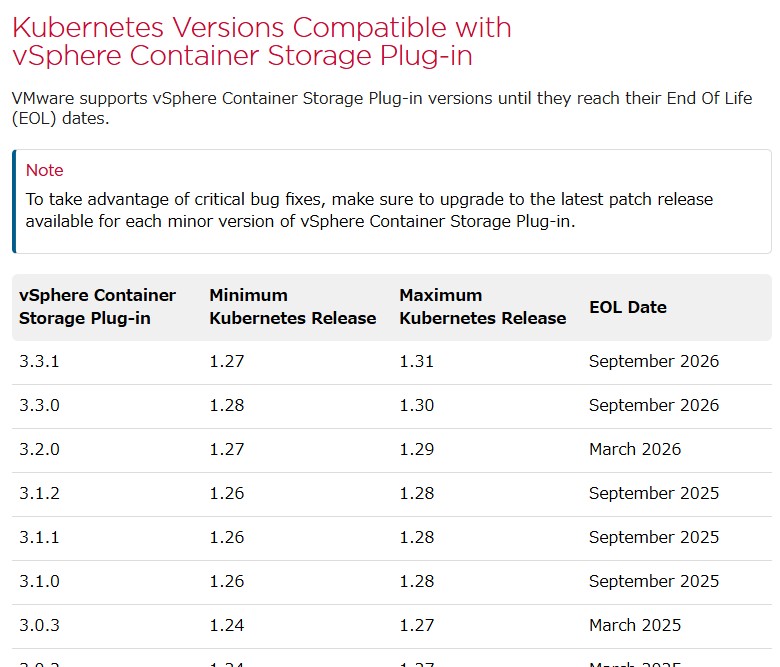 Kubernetes Versions Compatible with
vSphere Container Storage Plug-in
VMware supports vSphere Container Storage Plug-in versions until they reach their End Of Life
(EOL) dates.
Note
To take advantage of critical bug fixes, make sure to upgrade to the latest patch release
available for each minor version of vSphere Container Storage Plug-in.
vSphere Container Storage Plug-in Minimum Kubernetes Release Maximum Kubernetes Release EOL Date
3.3.1 1.27 1.31 September 2026
3.3.0 1.28 1.30 September 2026
3.2.0 1.27 1.29 March 2026
3.1.2 1.26 1.28 September 2025
3.1.1 1.26 1.28 September 2025
3.1.0 1.26 1.28 September 2025
3.0.3 1.24 1.27 March 2025